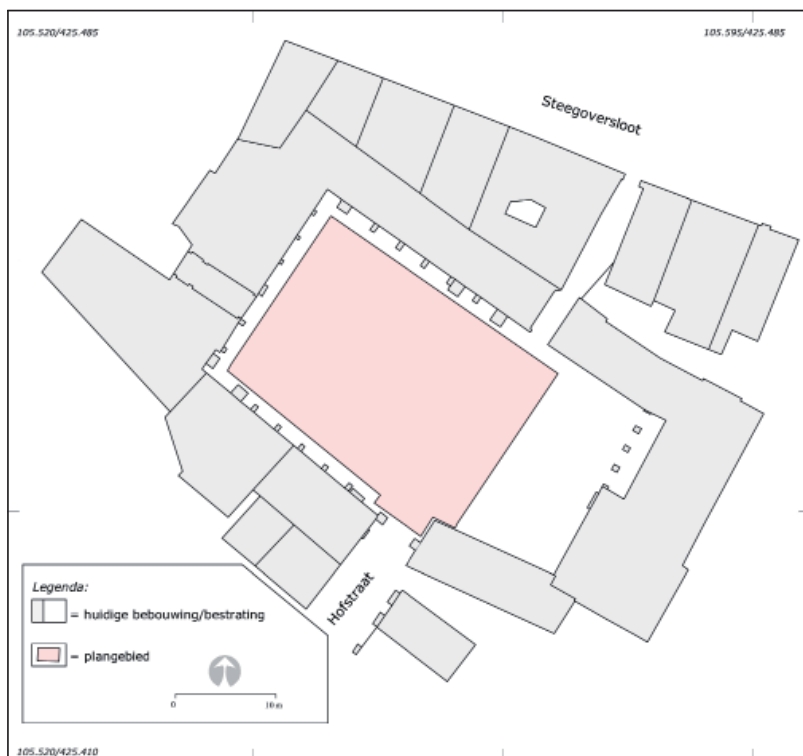 105.520/425.485
105.595/425.485
Steegoversloot
Hofstraat
Legenda:
= huidige bebouwing/bestrating
= plangebied
0
10 m
105.520/425.410